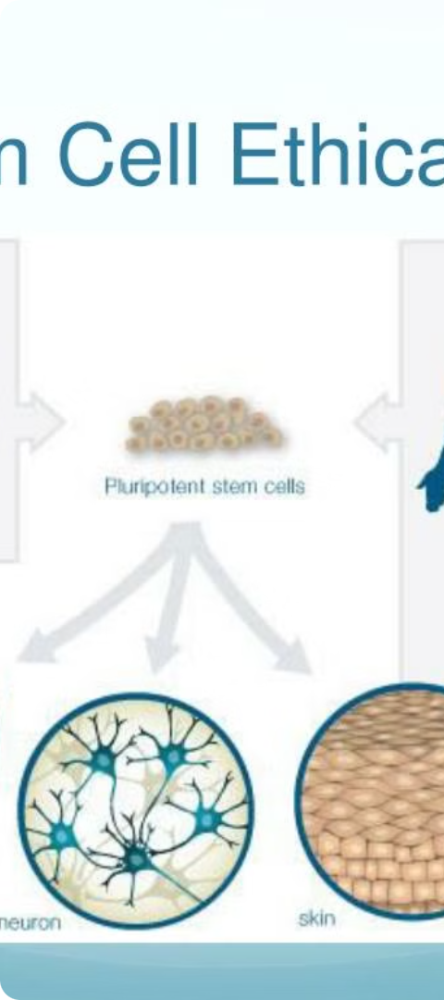 m Cell Ethica
Pluripotent stem cells
neuron
skin